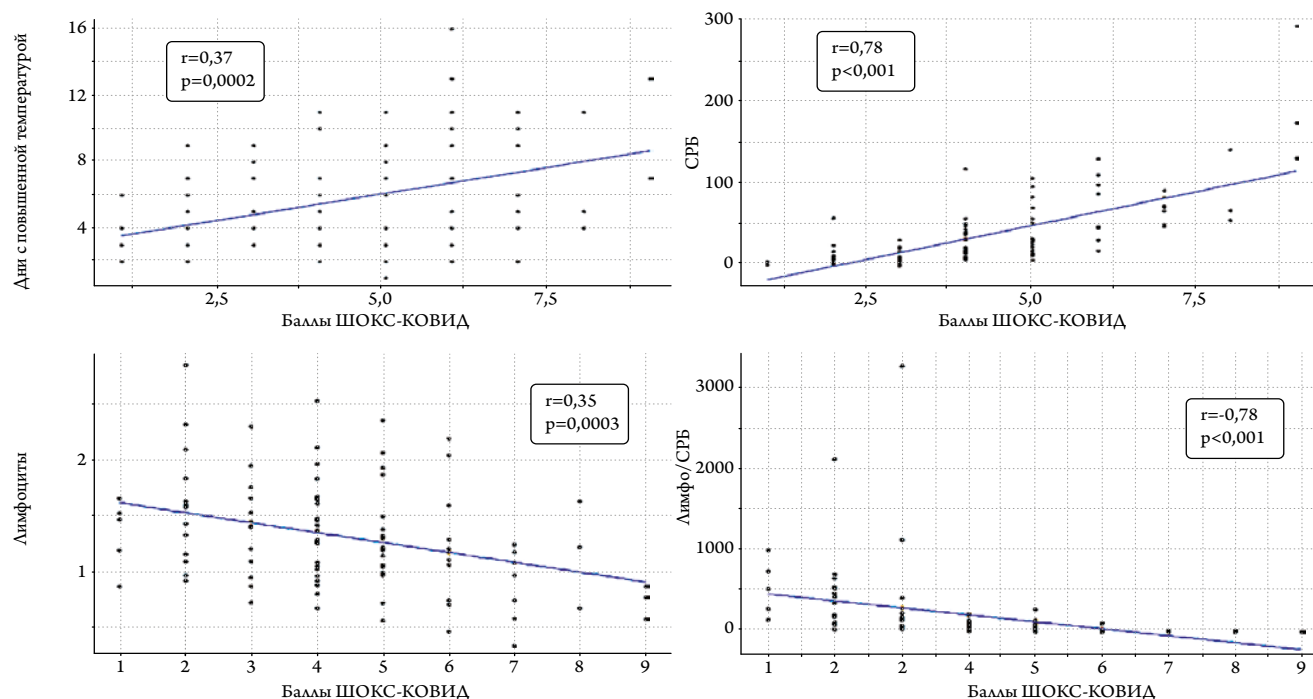 Дни с повышенной температурой
16
12
8
4
r=0,37
p=0,0002
2,5 5,0 7,5
Баллы ШОКС-КОВИД
СРБ
300
200
100
0
r=0,78
p<0,001
2,5 5,0 7,5
Баллы ШОКС-КОВИД
Лимфоциты
2
1
r=0,35
p=0,0003
1 2 3 4 5 6 7 8 9
Баллы ШОКС-КОВИД
Лимфо/СРБ
3000
2000
1000
0
r=-0,78
p<0,001
1 2 2 4 5 6 7 8 9
Баллы ШОКС-КОВИД